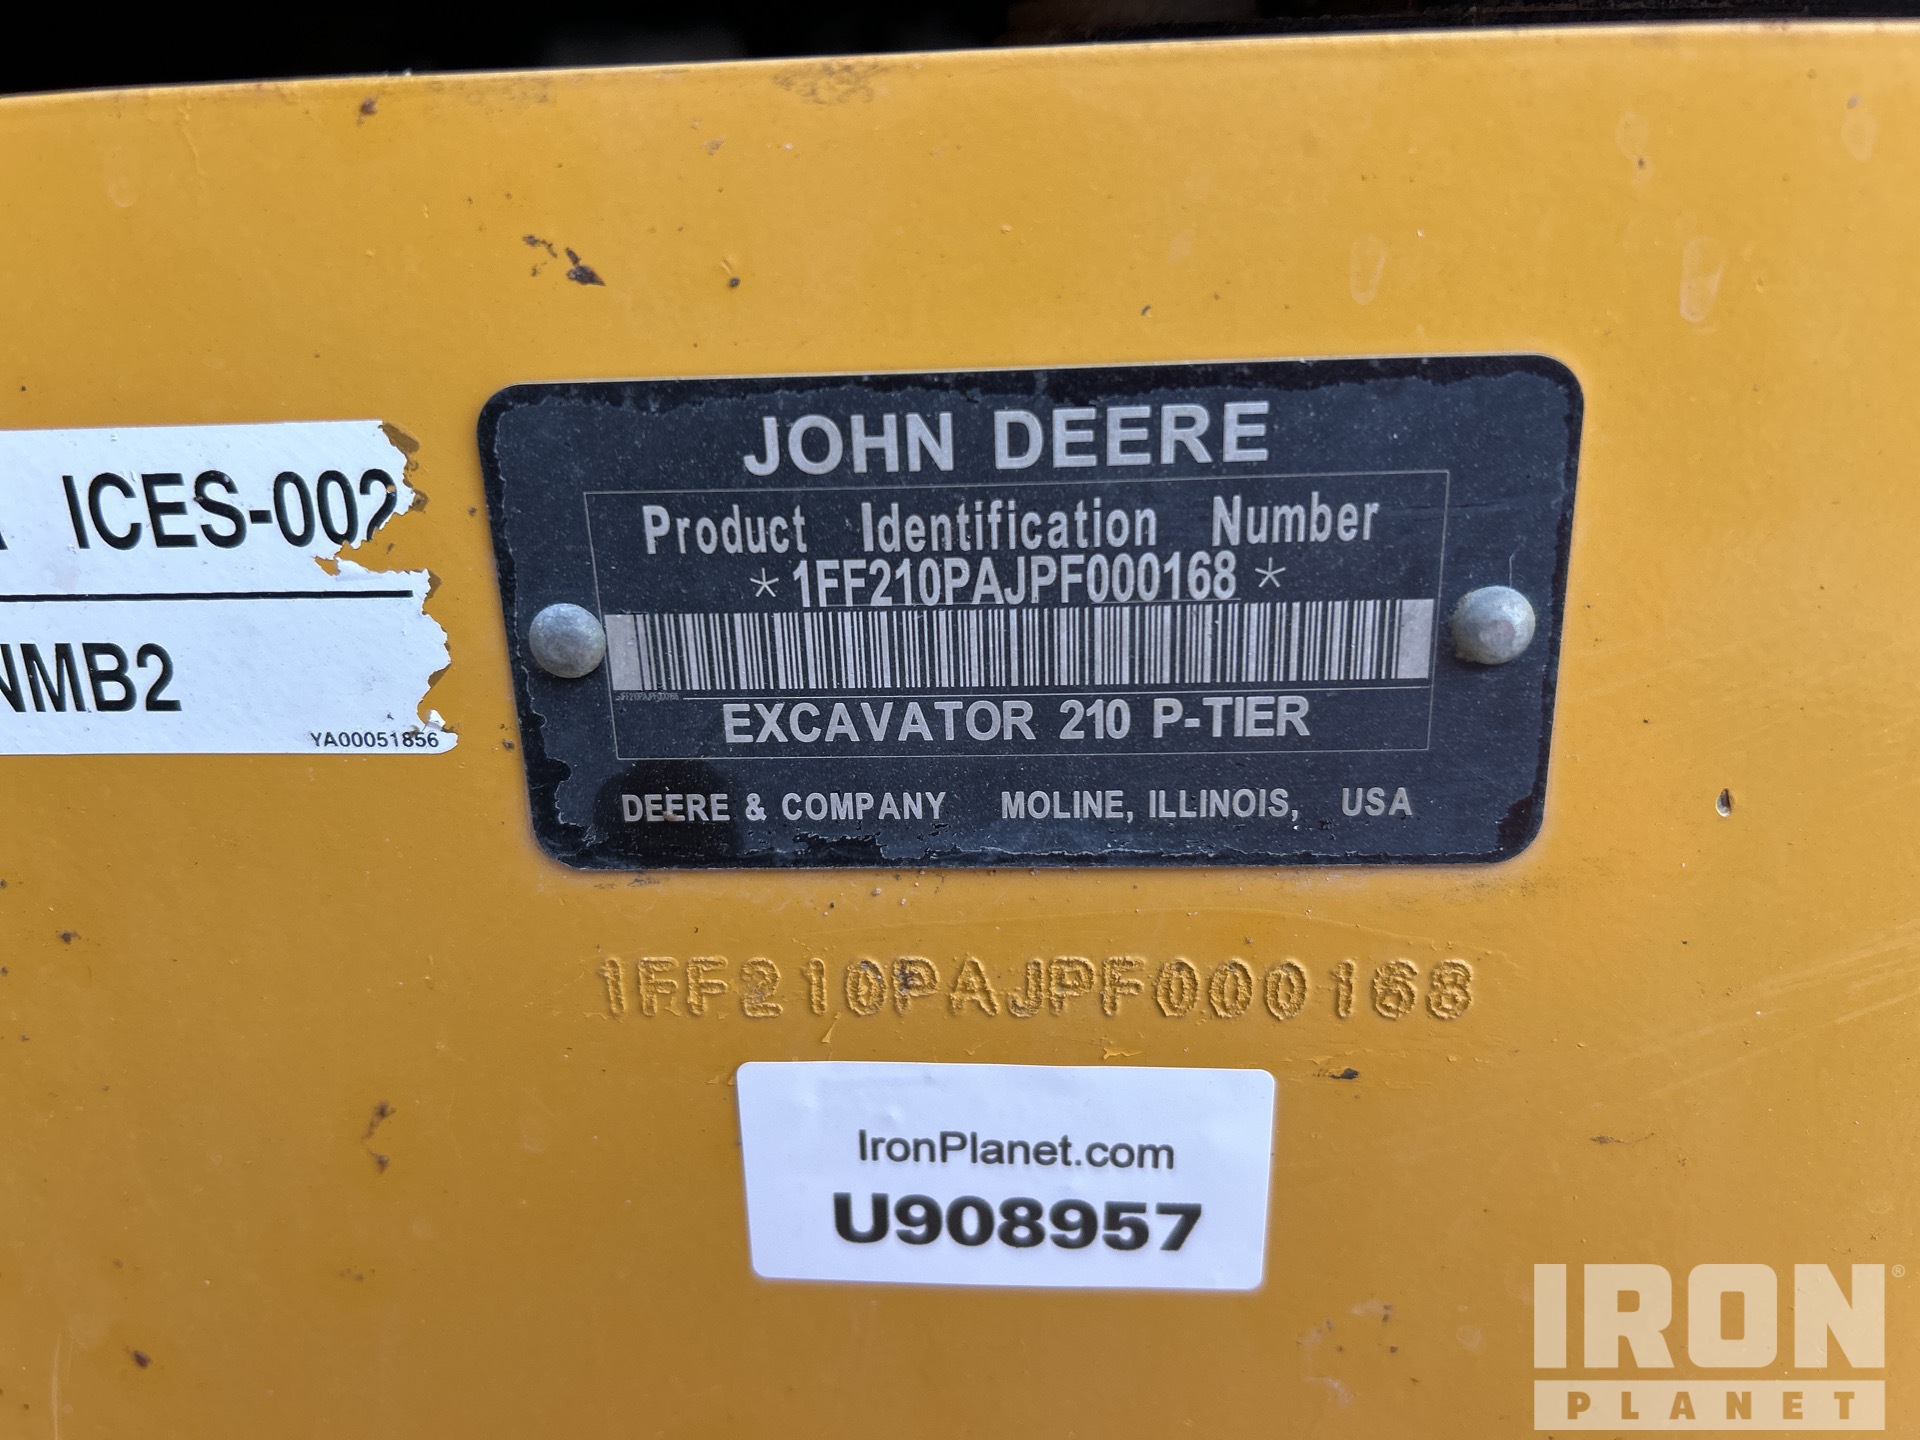 ICES-002
NMB2
YA00051856
JOHN DEERE
Product Identification Number
* 1FF210PAJPF000168 *
1FF210PAJPF000168
EXCAVATOR 210 P-TIER
DEERE & COMPANY MOLINE, ILLINOIS, USA
1FF210PAJPF000168
IronPlanet.com
U908957
IRON®
PLANET